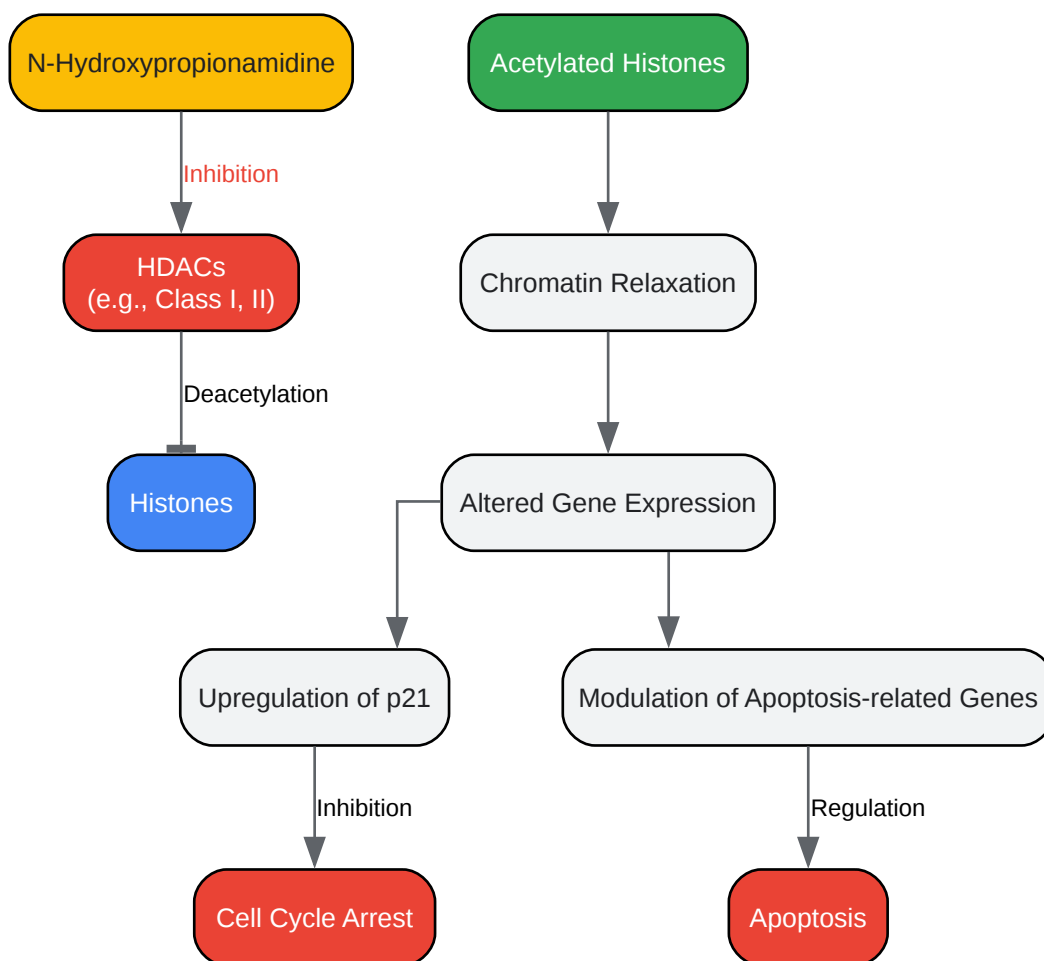 N-Hydroxypropionamidine
Acetylated Histones
Inhibition
HDACs
(e.g., Class I, II)
Chromatin Relaxation
Deacetylation
Histones
Altered Gene Expression
Upregulation of p21
Modulation of Apoptosis-related Genes
Inhibition
Regulation
Cell Cycle Arrest
Apoptosis